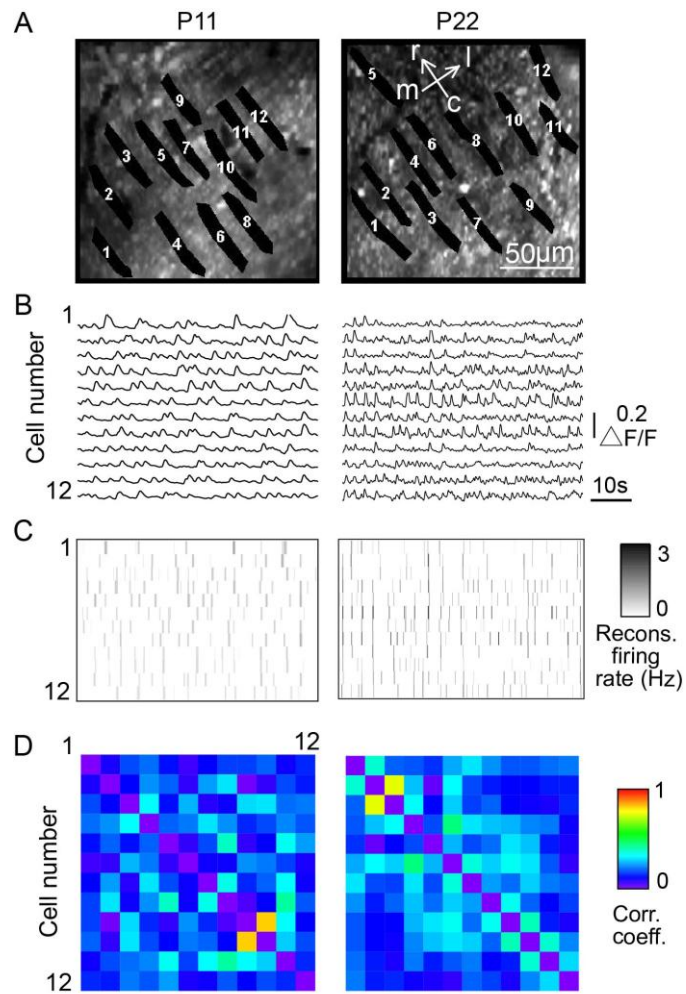 A
P11
P22
9
12
11
3
5
7
10
2
8
6
4
1
r
l
m
c
5
12
10
11
8
6
4
2
9
1
3
7
50µm
B
1
Cell number
12
0.2
△F/F
10s
C
1
12
3
0
Recons.
firing
rate (Hz)
D
1
12
Cell number
12
1
0
Corr.
coeff.